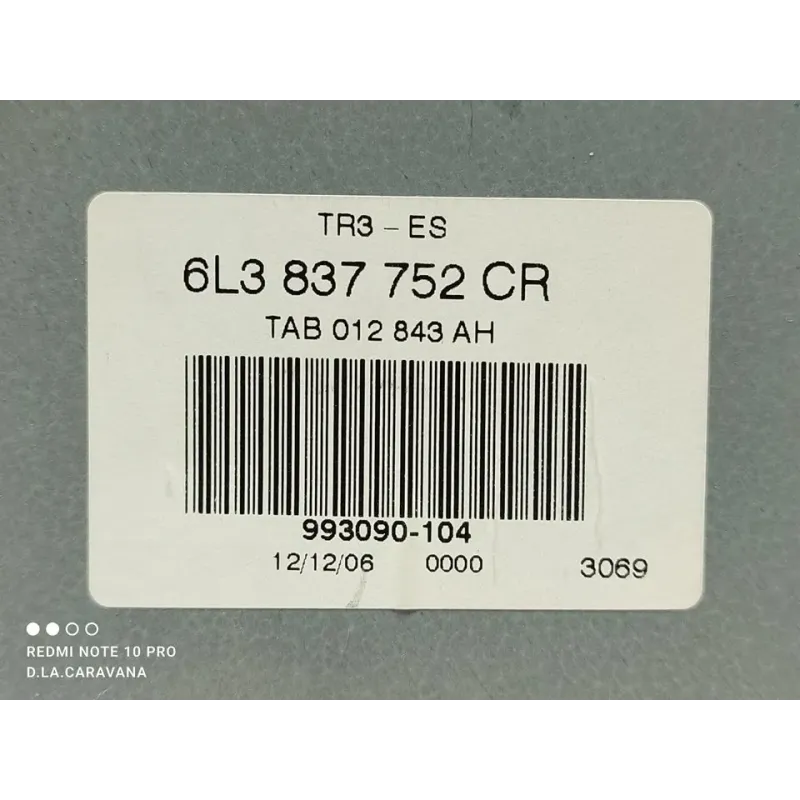 TR3 - ES
6L3 837 752 CR
TAB 012 843 AH
993090-104
12/12/06 0000 3069
REDMI NOTE 10 PRO
D.LA.CARAVANA